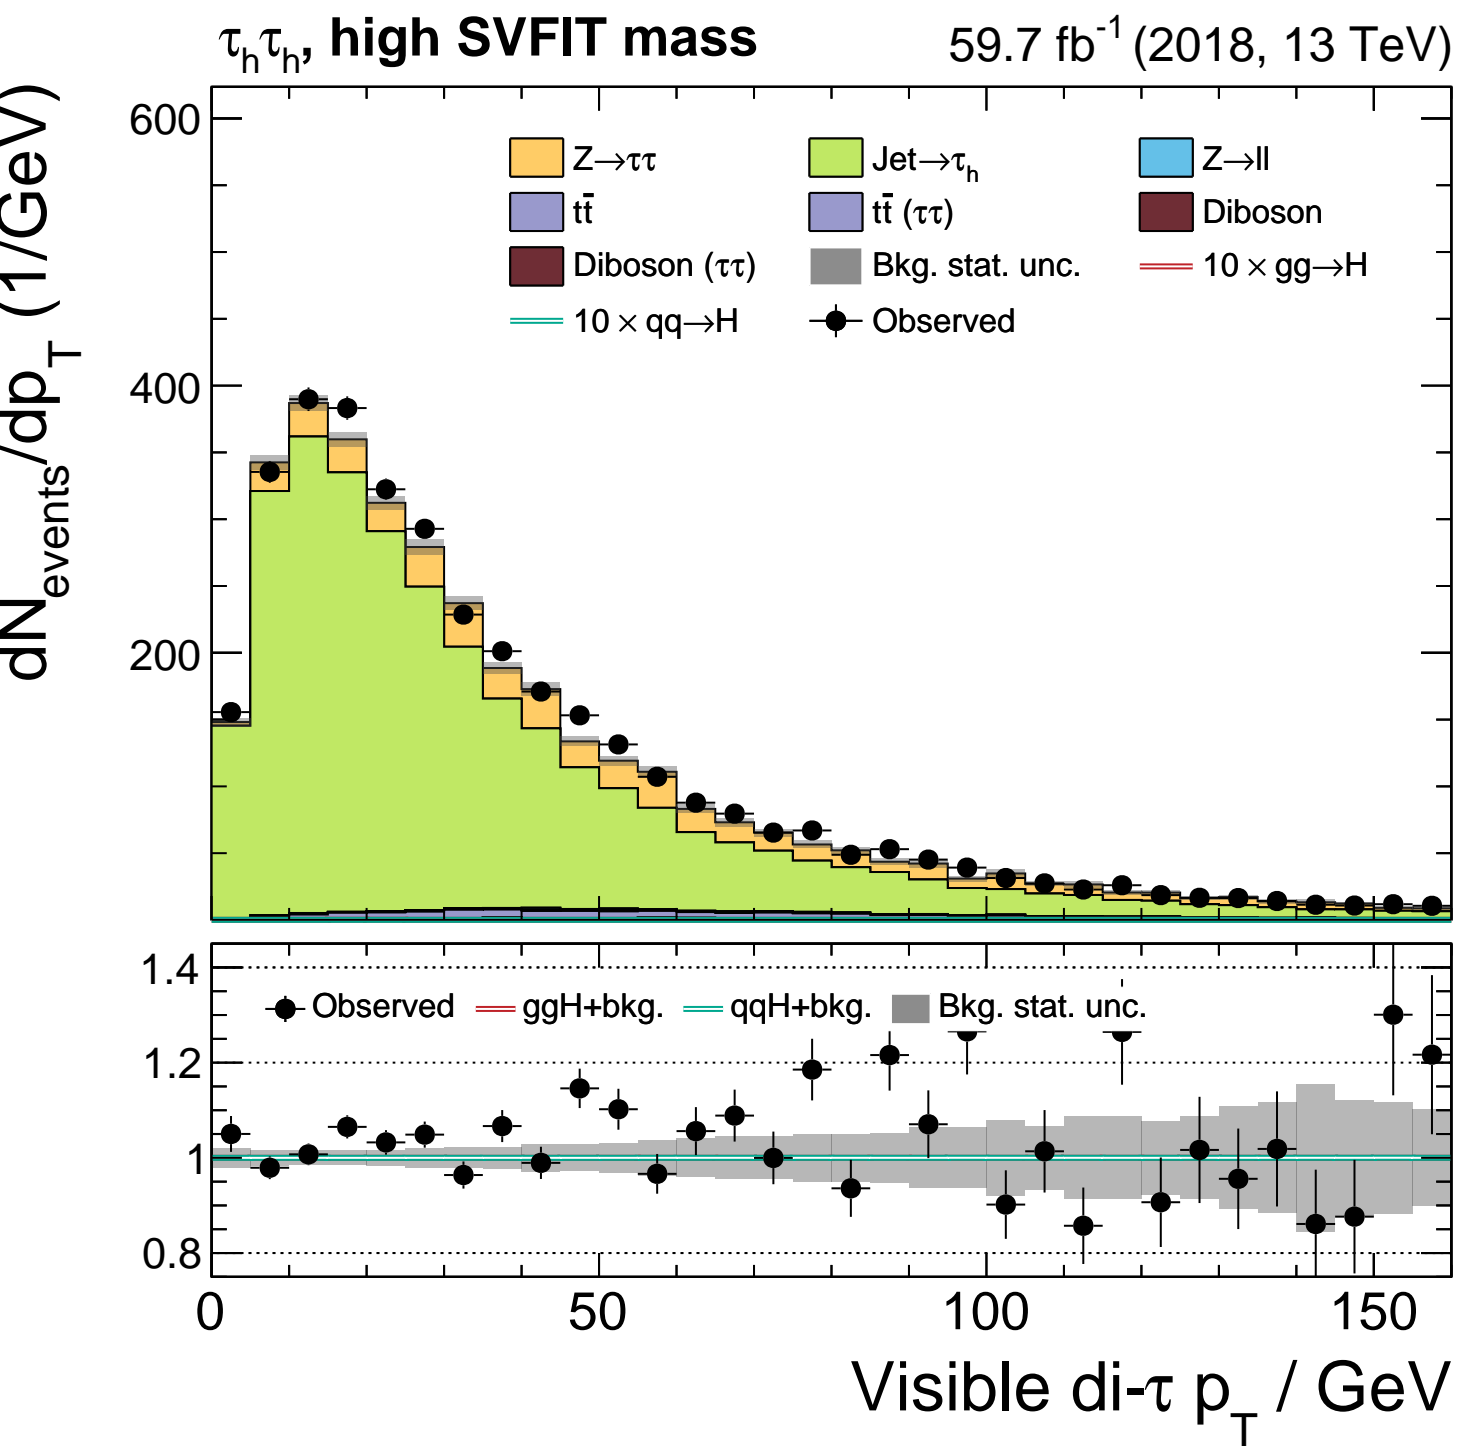 τhτh, high SVFIT mass 59.7 fb-1 (2018, 13 TeV)
dNevents/dpT (1/GeV)
600
400
200
Z→ττ Jet→τh Z→ll
tt̄ tt̄ (ττ) Diboson
Diboson (ττ) Bkg. stat. unc. 10 × gg→H
10 × qq→H Observed
1.4
1.2
1
0.8
Observed ggH+bkg. qqH+bkg. Bkg. stat. unc.
0 50 100 150
Visible di-τ pT / GeV